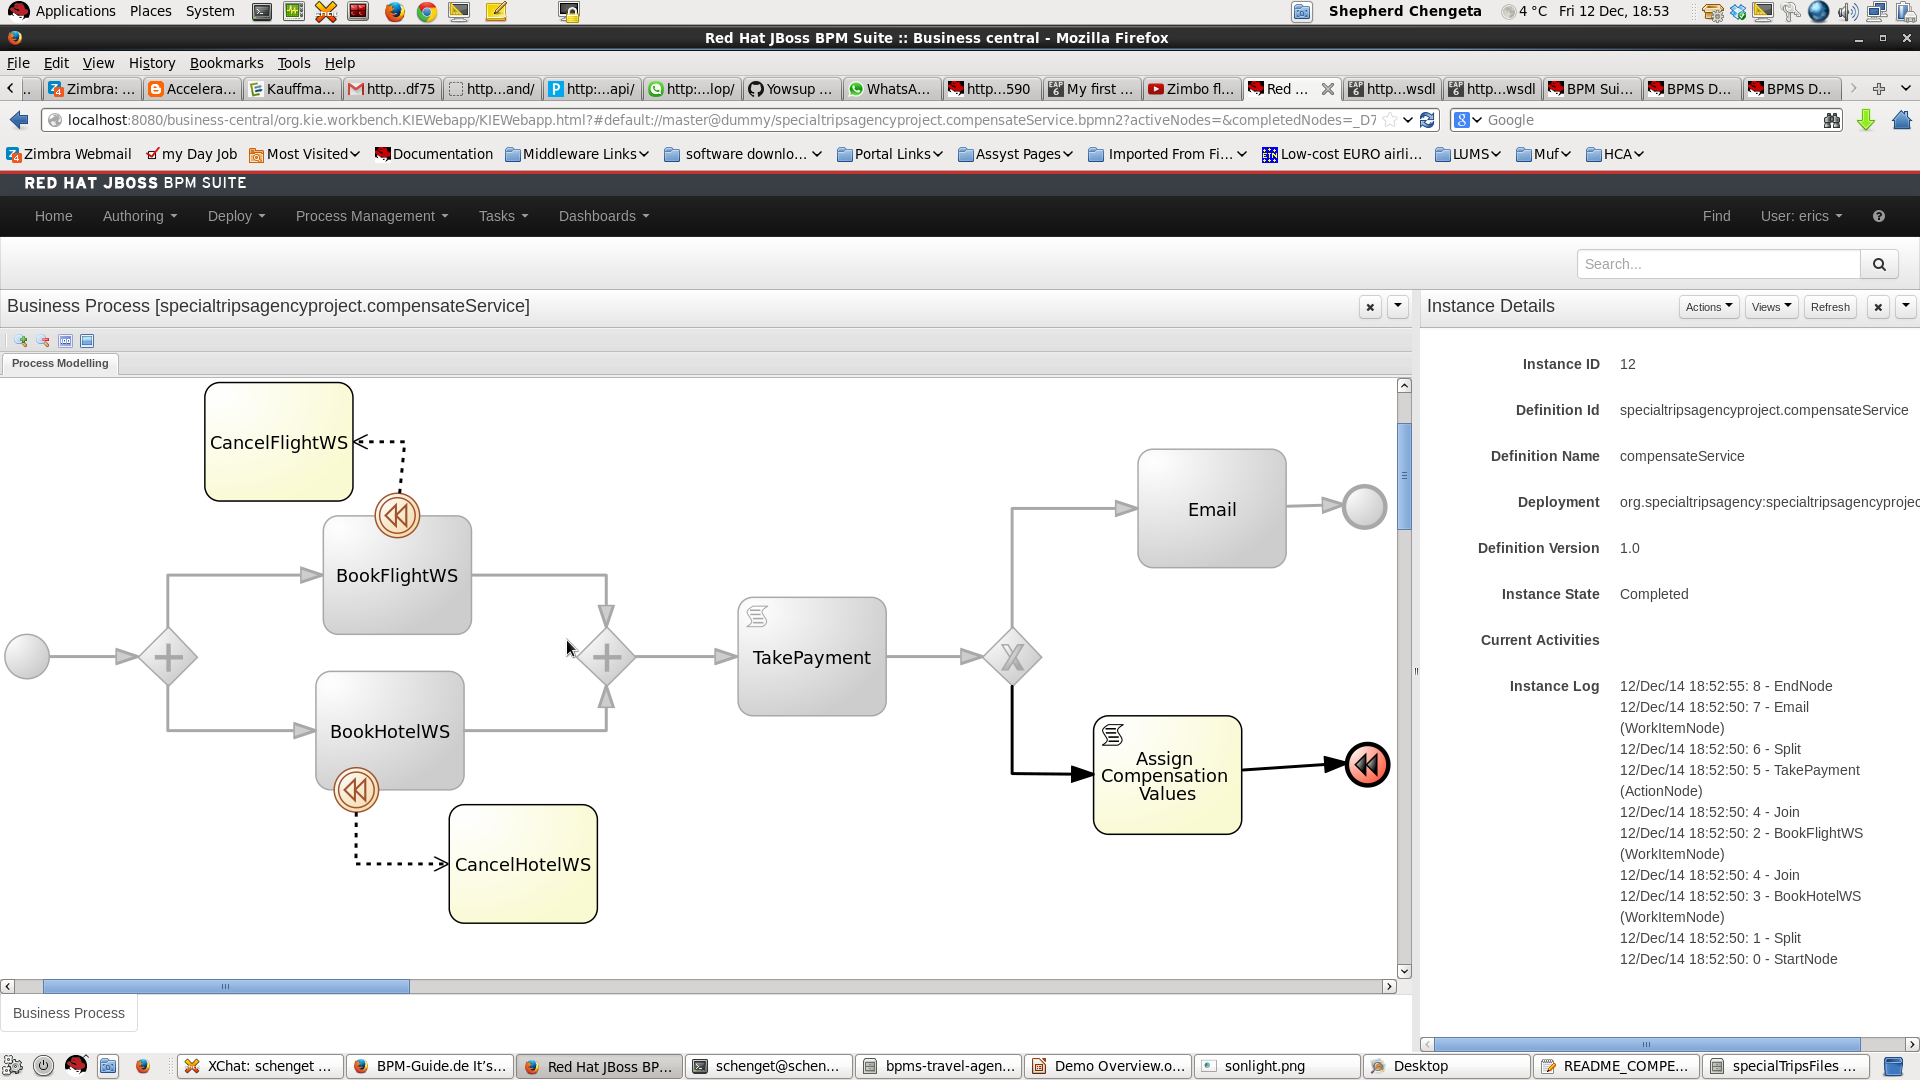 Applications Places System Shepherd Chengeta 4 °C Fri 12 Dec, 18:53
Red Hat JBoss BPM Suite :: Business central - Mozilla Firefox
File Edit View History Bookmarks Tools Help
.. Zimbra: ... Accelera... Kauffma... http...df75 http...and/ http:...api/ http:...lop/ Yowsup ... WhatsA... http...590 My first ... Zimbo fl... Red ... http...wsdl http...wsdl BPM Sui... BPMS D... BPMS D...
localhost:8080/business-central/org.kie.workbench.KIEWebapp/KIEWebapp.html?#default://master@dummy/specialtripsagencyproject.compensateService.bpmn2?activeNodes=&completedNodes=_D7 Google
Zimbra Webmail my Day Job Most Visited Documentation Middleware Links software downlo... Portal Links Assyst Pages Imported From Fi... Low-cost EURO airli... LUMS Muf HCA
RED HAT JBOSS BPM SUITE
Home Authoring Deploy Process Management Tasks Dashboards Find User: erics
Search...
Business Process [specialtripsagencyproject.compensateService]
Process Modelling
CancelFlightWS
BookFlightWS
BookHotelWS
CancelHotelWS
TakePayment
Email
Assign
Compensation
Values
Business Process
Instance Details Actions Views Refresh
Instance ID 12
Definition Id specialtripsagencyproject.compensateService
Definition Name compensateService
Deployment org.specialtripsagency:specialtripsagencyprojec
Definition Version 1.0
Instance State Completed
Current Activities
Instance Log 12/Dec/14 18:52:55: 8 - EndNode
12/Dec/14 18:52:50: 7 - Email
(WorkItemNode)
12/Dec/14 18:52:50: 6 - Split
12/Dec/14 18:52:50: 5 - TakePayment
(ActionNode)
12/Dec/14 18:52:50: 4 - Join
12/Dec/14 18:52:50: 2 - BookFlightWS
(WorkItemNode)
12/Dec/14 18:52:50: 4 - Join
12/Dec/14 18:52:50: 3 - BookHotelWS
(WorkItemNode)
12/Dec/14 18:52:50: 1 - Split
12/Dec/14 18:52:50: 0 - StartNode
XChat: schenget ... BPM-Guide.de It's... Red Hat JBoss BP... schenget@schen... bpms-travel-agen... Demo Overview.o... sonlight.png Desktop README_COMPE... specialTripsFiles ...